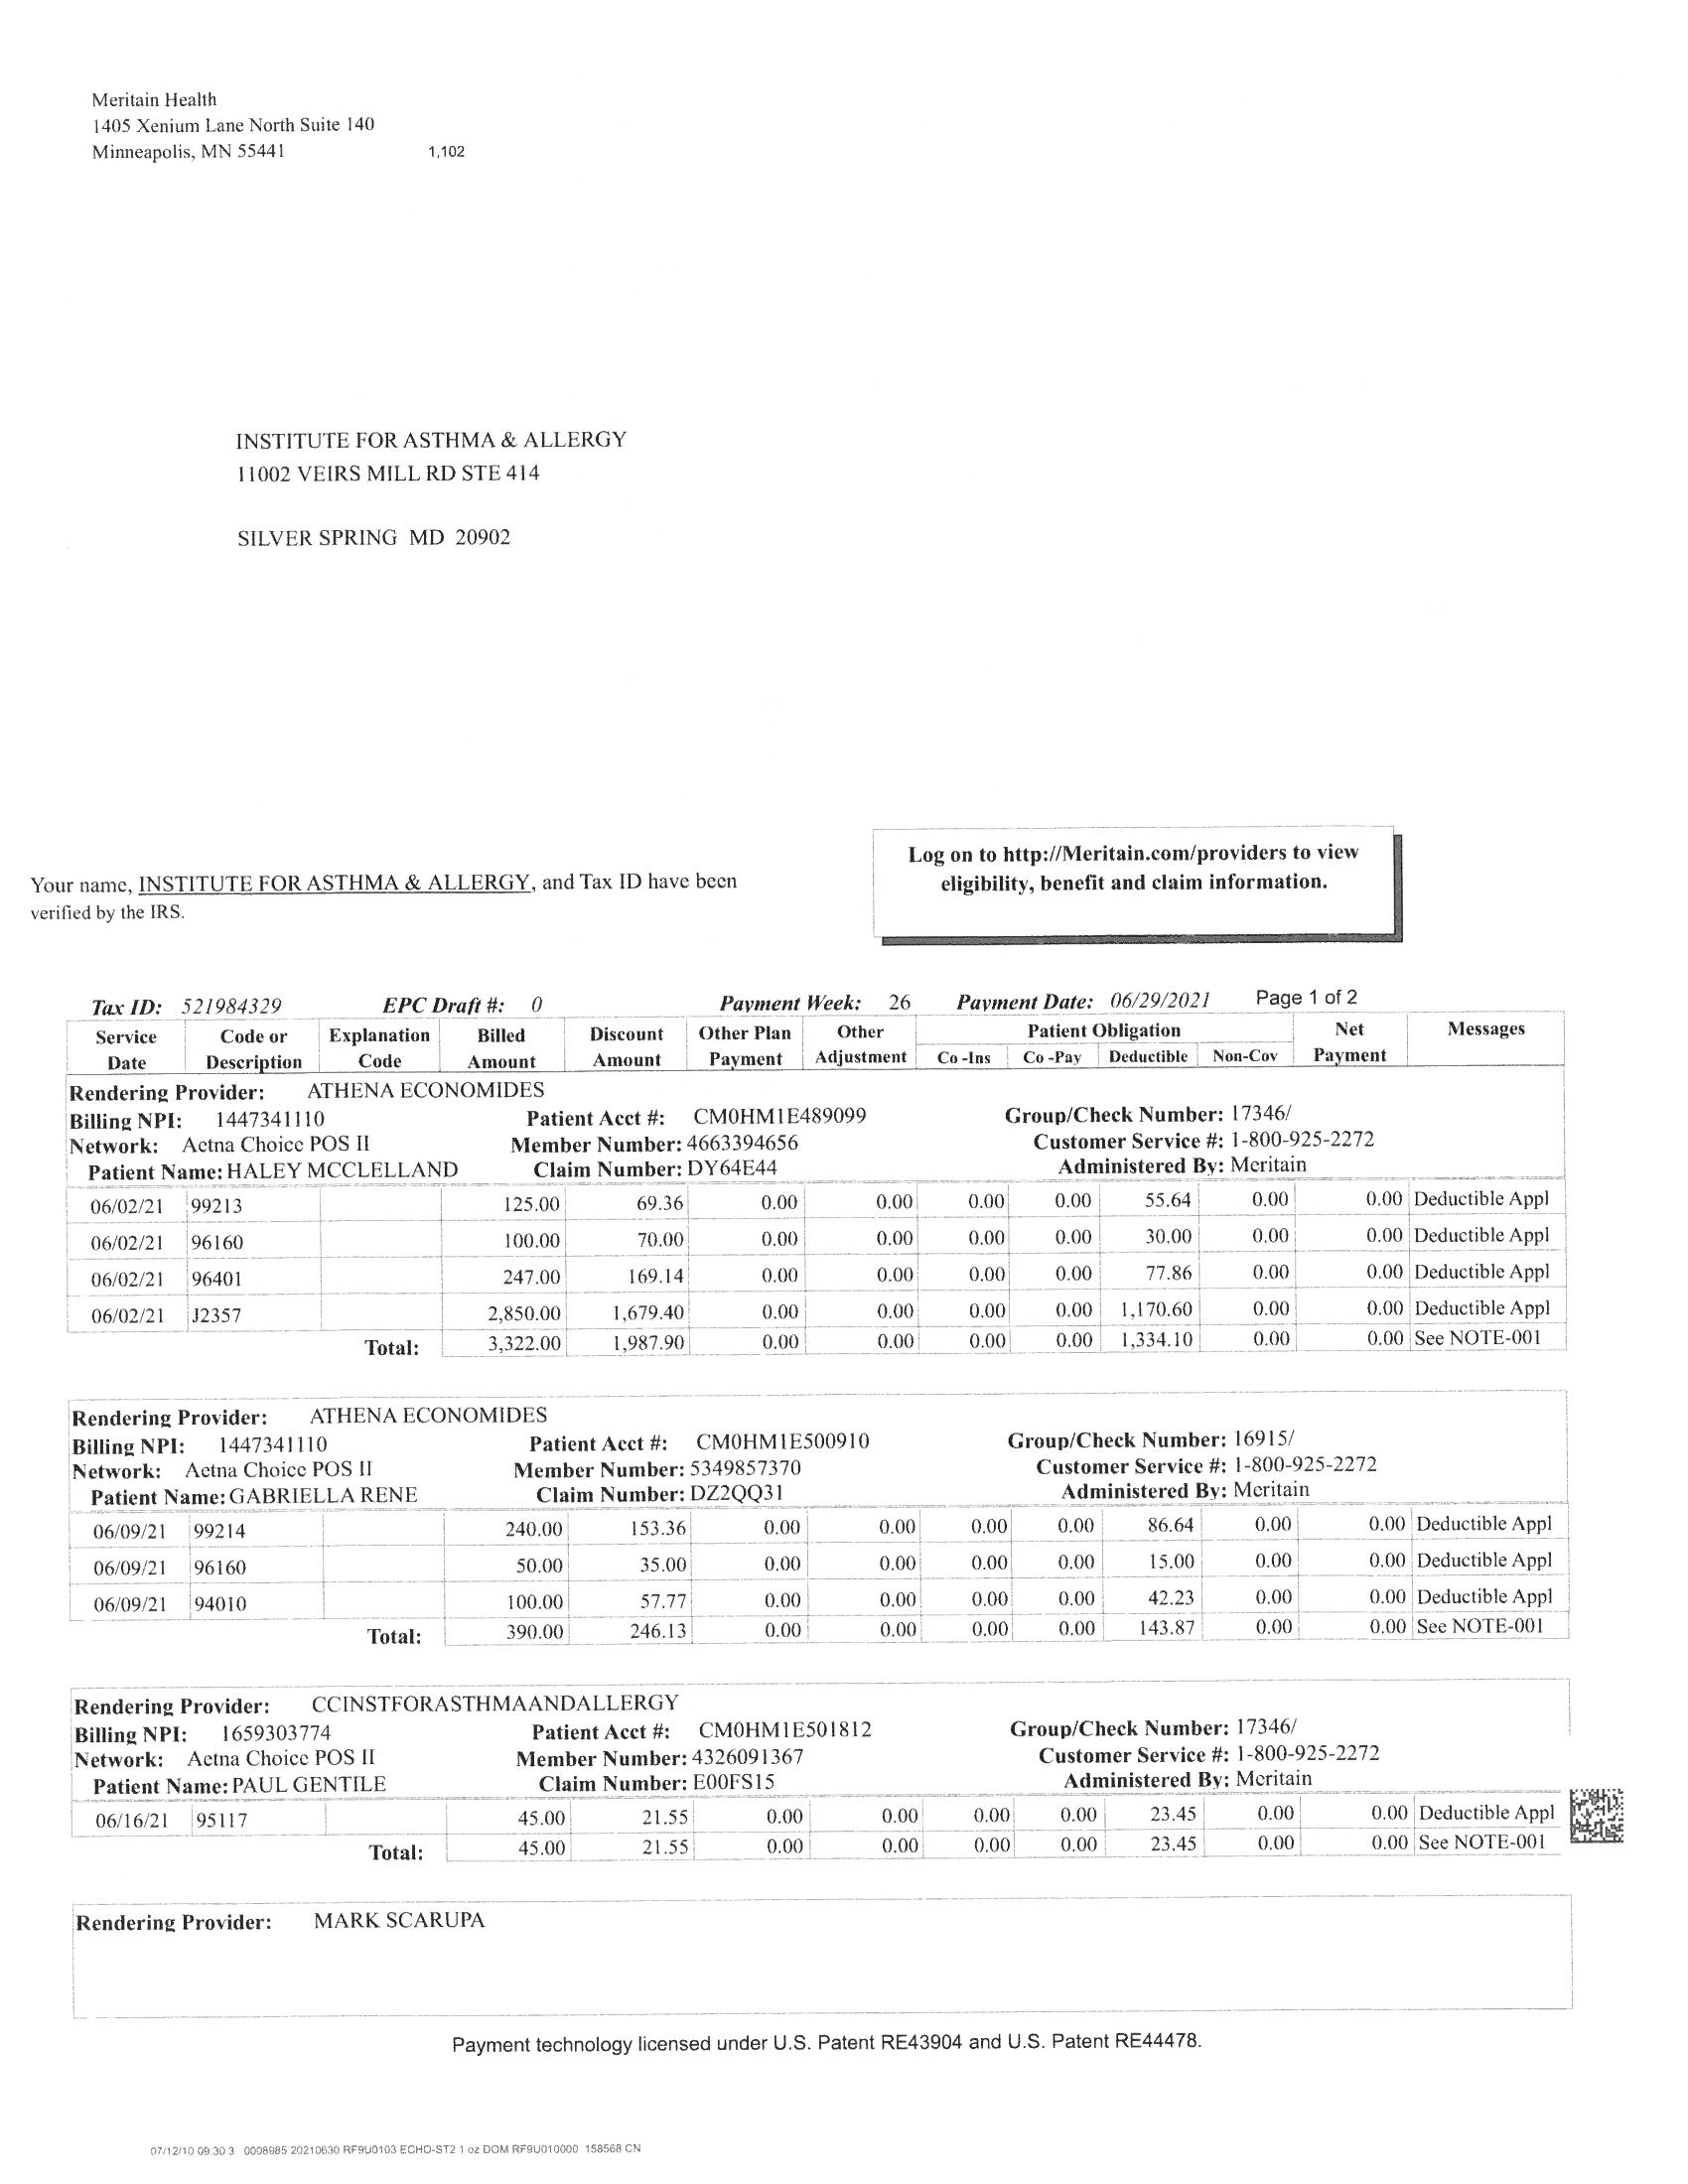 Meritain Health
1405 Xenium Lane North Suite 140
Minneapolis, MN 55441 1,102
INSTITUTE FOR ASTHMA & ALLERGY
11002 VEIRS MILL RD STE 414
SILVER SPRING MD 20902
Log on to http://Meritain.com/providers to view
eligibility, benefit and claim information.
Your name, INSTITUTE FOR ASTHMA & ALLERGY, and Tax ID have been
verified by the IRS.
Tax ID: 521984329 EPC Draft #: 0 Payment Week: 26 Payment Date: 06/29/2021 Page 1 of 2
Service Code or Explanation Billed Discount Other Plan Other Patient Obligation Net Messages
Date Description Code Amount Amount Payment Adjustment Co-Ins Co-Pay Deductible Non-Cov Payment
Rendering Provider: ATHENA ECONOMIDES
Billing NPI: 1447341110 Patient Acct #: CM0HM1E489099 Group/Check Number: 17346/
Network: Aetna Choice POS II Member Number: 4663394656 Customer Service #: 1-800-925-2272
Patient Name: HALEY MCCLELLAND Claim Number: DY64E44 Administered By: Meritain
06/02/21 99213 125.00 69.36 0.00 0.00 0.00 0.00 55.64 0.00 0.00 Deductible Appl
06/02/21 96160 100.00 70.00 0.00 0.00 0.00 0.00 30.00 0.00 0.00 Deductible Appl
06/02/21 96401 247.00 169.14 0.00 0.00 0.00 0.00 77.86 0.00 0.00 Deductible Appl
06/02/21 J2357 2,850.00 1,679.40 0.00 0.00 0.00 0.00 1,170.60 0.00 0.00 Deductible Appl
Total: 3,322.00 1,987.90 0.00 0.00 0.00 0.00 1,334.10 0.00 0.00 See NOTE-001
Rendering Provider: ATHENA ECONOMIDES
Billing NPI: 1447341110 Patient Acct #: CM0HM1E500910 Group/Check Number: 16915/
Network: Aetna Choice POS II Member Number: 5349857370 Customer Service #: 1-800-925-2272
Patient Name: GABRIELLA RENE Claim Number: DZ2QQ31 Administered By: Meritain
06/09/21 99214 240.00 153.36 0.00 0.00 0.00 0.00 86.64 0.00 0.00 Deductible Appl
06/09/21 96160 50.00 35.00 0.00 0.00 0.00 0.00 15.00 0.00 0.00 Deductible Appl
06/09/21 94010 100.00 57.77 0.00 0.00 0.00 0.00 42.23 0.00 0.00 Deductible Appl
Total: 390.00 246.13 0.00 0.00 0.00 0.00 143.87 0.00 0.00 See NOTE-001
Rendering Provider: CCINSTFORASTHMAANDALLERGY
Billing NPI: 1659303774 Patient Acct #: CM0HM1E501812 Group/Check Number: 17346/
Network: Aetna Choice POS II Member Number: 4326091367 Customer Service #: 1-800-925-2272
Patient Name: PAUL GENTILE Claim Number: E00FS15 Administered By: Meritain
06/16/21 95117 45.00 21.55 0.00 0.00 0.00 0.00 23.45 0.00 0.00 Deductible Appl
Total: 45.00 21.55 0.00 0.00 0.00 0.00 23.45 0.00 0.00 See NOTE-001
Rendering Provider: MARK SCARUPA
Payment technology licensed under U.S. Patent RE43904 and U.S. Patent RE44478.
07/12/10 09:30 3 0008985 20210630 RF9U0103 ECHO-ST2 1 oz DOM RF9U010000 158568 CN